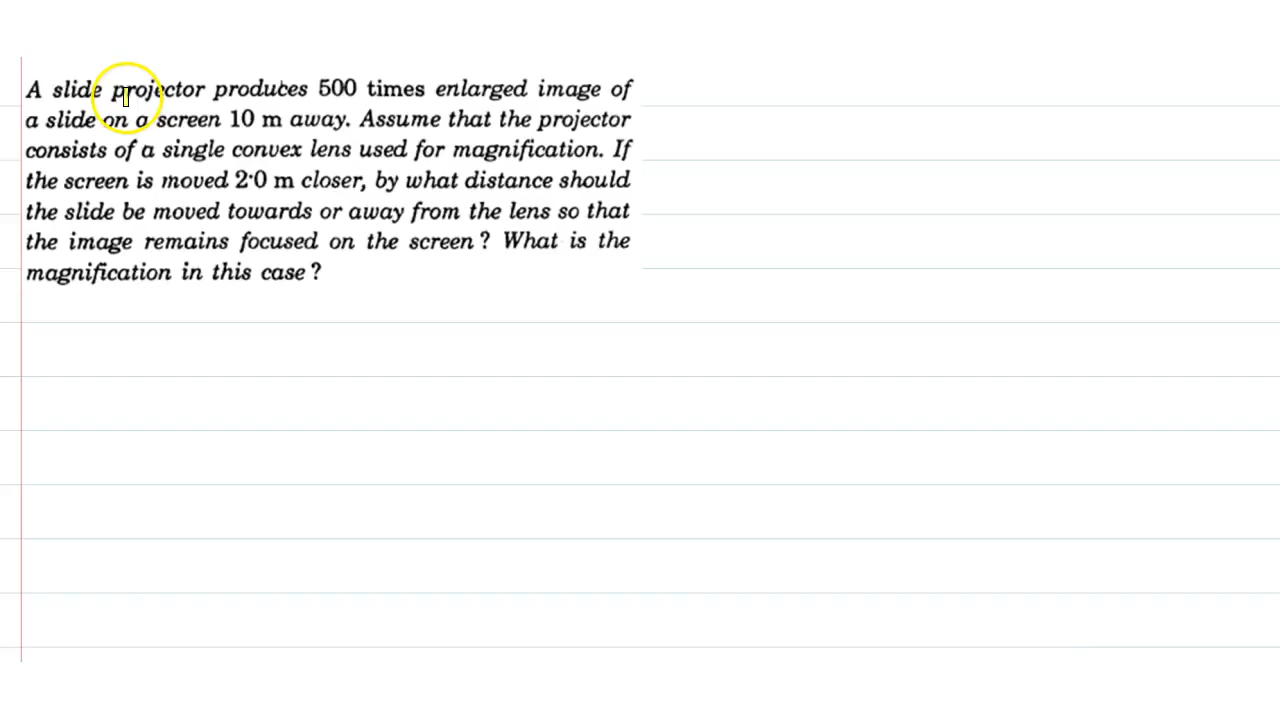 A slide projector produces 500 times enlarged image of
a slide on a screen 10 m away. Assume that the projector
consists of a single convex lens used for magnification. If
the screen is moved 2·0 m closer, by what distance should
the slide be moved towards or away from the lens so that
the image remains focused on the screen ? What is the
magnification in this case ?